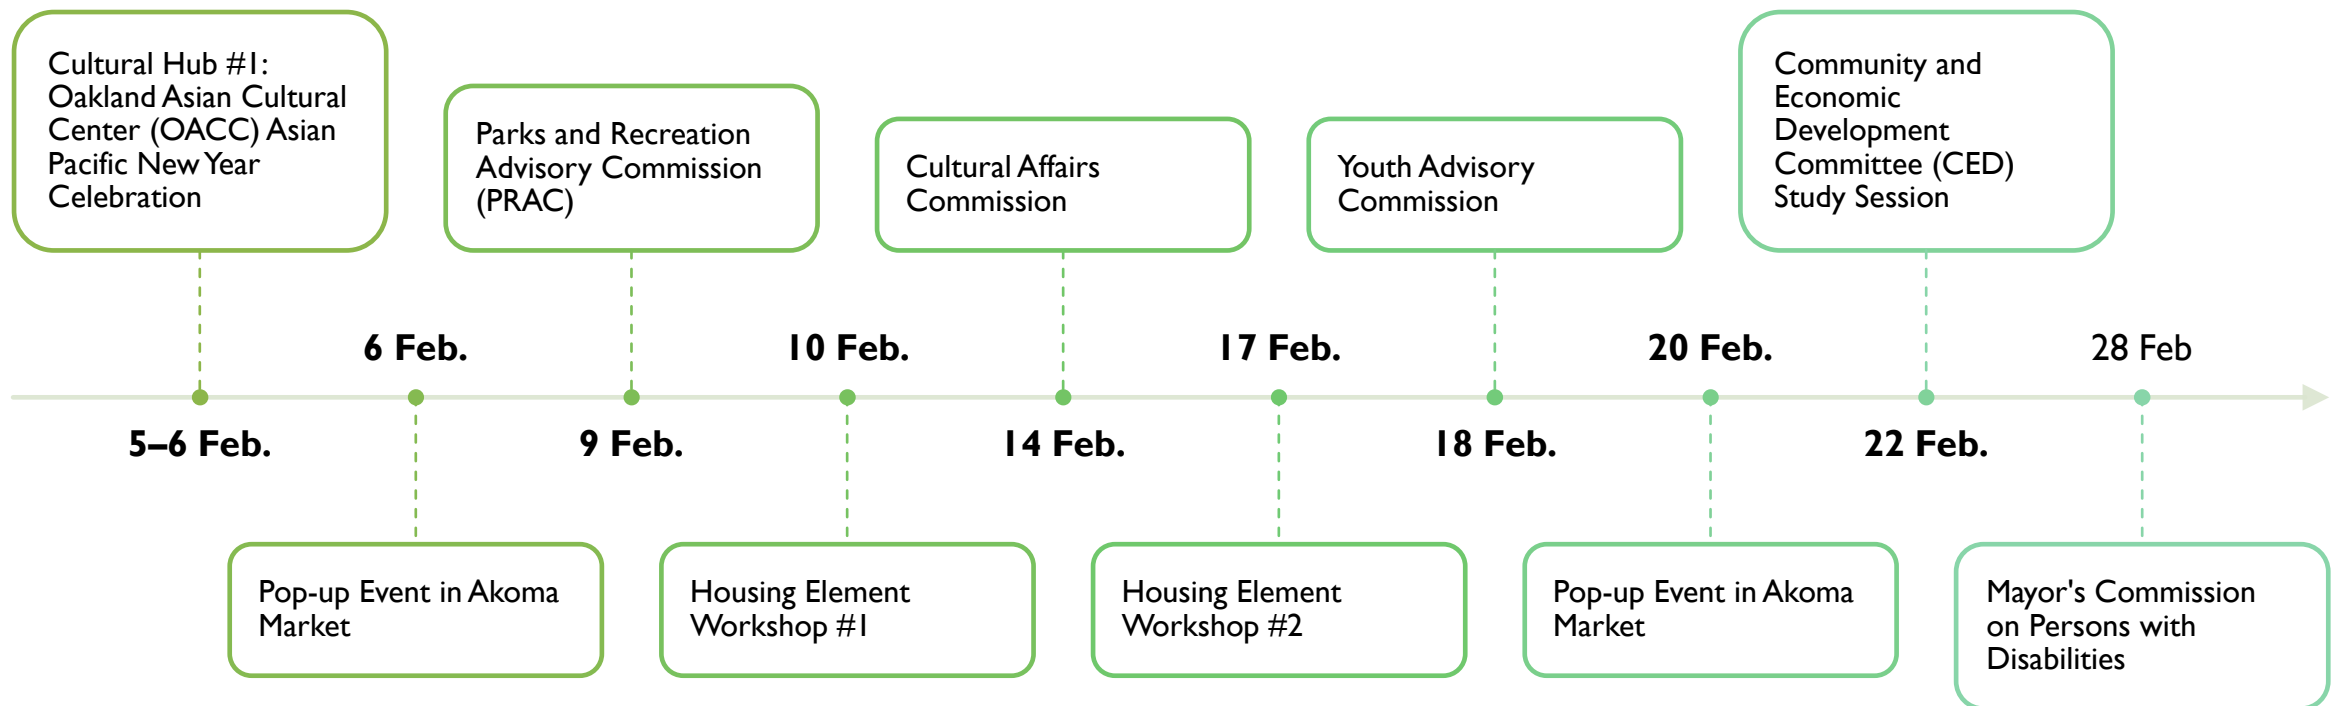 Cultural Hub #1:
Oakland Asian Cultural
Center (OACC) Asian
Pacific New Year
Celebration
Parks and Recreation
Advisory Commission
(PRAC)
Cultural Affairs
Commission
Youth Advisory
Commission
Community and
Economic
Development
Committee (CED)
Study Session
6 Feb.
10 Feb.
17 Feb.
20 Feb.
28 Feb
5–6 Feb.
9 Feb.
14 Feb.
18 Feb.
22 Feb.
Pop-up Event in Akoma
Market
Housing Element
Workshop #1
Housing Element
Workshop #2
Pop-up Event in Akoma
Market
Mayor's Commission
on Persons with
Disabilities